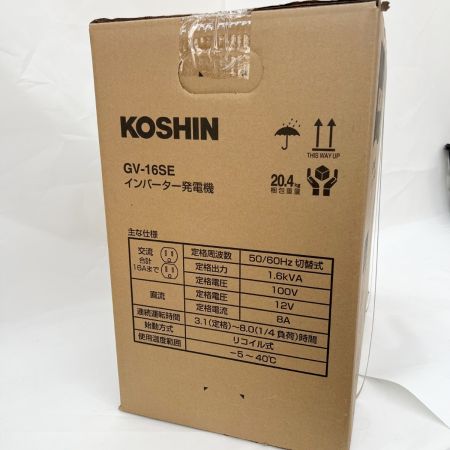 KOSHIN
GV-16SE
インバーター発電機
THIS WAY UP
20.4kg
梱包重量
主な仕様
交流 合計 16Aまで 定格周波数 50/60Hz 切替式
定格出力 1.6kVA
定格電圧 100V
直流 定格電圧 12V
定格電流 8A
連続運転時間 3.1(定格)~8.0(1/4負荷)時間
始動方式 リコイル式
使用温度範囲 -5~40℃